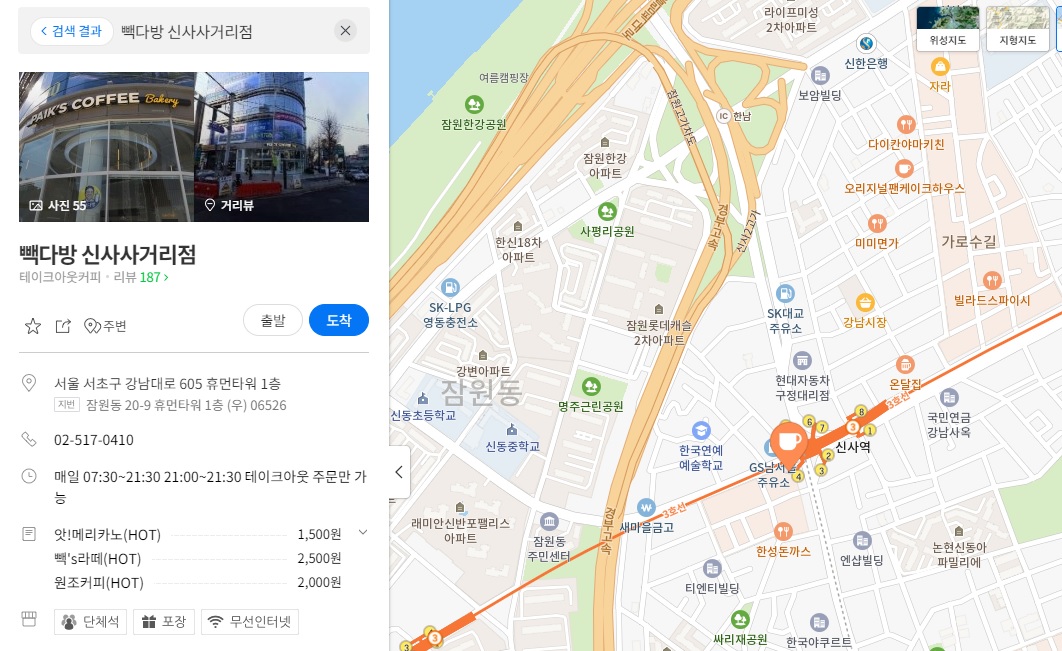 검색 결과
빽다방 신사사거리점
PAIK'S COFFEE Bakery
사진 55
거리뷰
빽다방 신사사거리점
테이크아웃커피 · 리뷰 187
주변
출발
도착
서울 서초구 강남대로 605 휴먼타워 1층
지번 잠원동 20-9 휴먼타워 1층 (우) 06526
02-517-0410
매일 07:30~21:30 21:00~21:30 테이크아웃 주문만 가
능
앗!메리카노(HOT) 1,500원
빽's라떼(HOT) 2,500원
원조커피(HOT) 2,000원
단체석
포장
무선인터넷
라이프미성
2차아파트
위성지도
지형지도
신한은행
자라
보암빌딩
여름캠핑장
잠원한강공원
잠원고가차도
IC 한남
다이칸야마키친
잠원한강
아파트
오리지널팬케이크하우스
사평리공원
경부고속
신사2고가
미미면가
가로수길
한신18차
아파트
빌라드스파이시
SK-LPG
영동충전소
SK대교
주유소
강남시장
잠원롯데캐슬
2차아파트
강변아파트
현대자동차
구정대리점
온달집
3호선
잠원동
명주근린공원
국민연금
강남사옥
신동초등학교
신동중학교
6
7
8
3
1
신사역
2
3
4
한국연예
예술학교
GS남서울
주유소
3호선
새마을금고
래미안신반포팰리스
아파트
잠원동
주민센터
경부고속
한성돈까스
엔샵빌딩
논현신동아
파밀리에
티엔티빌딩
싸리재공원
한국야쿠르트
4
3
3